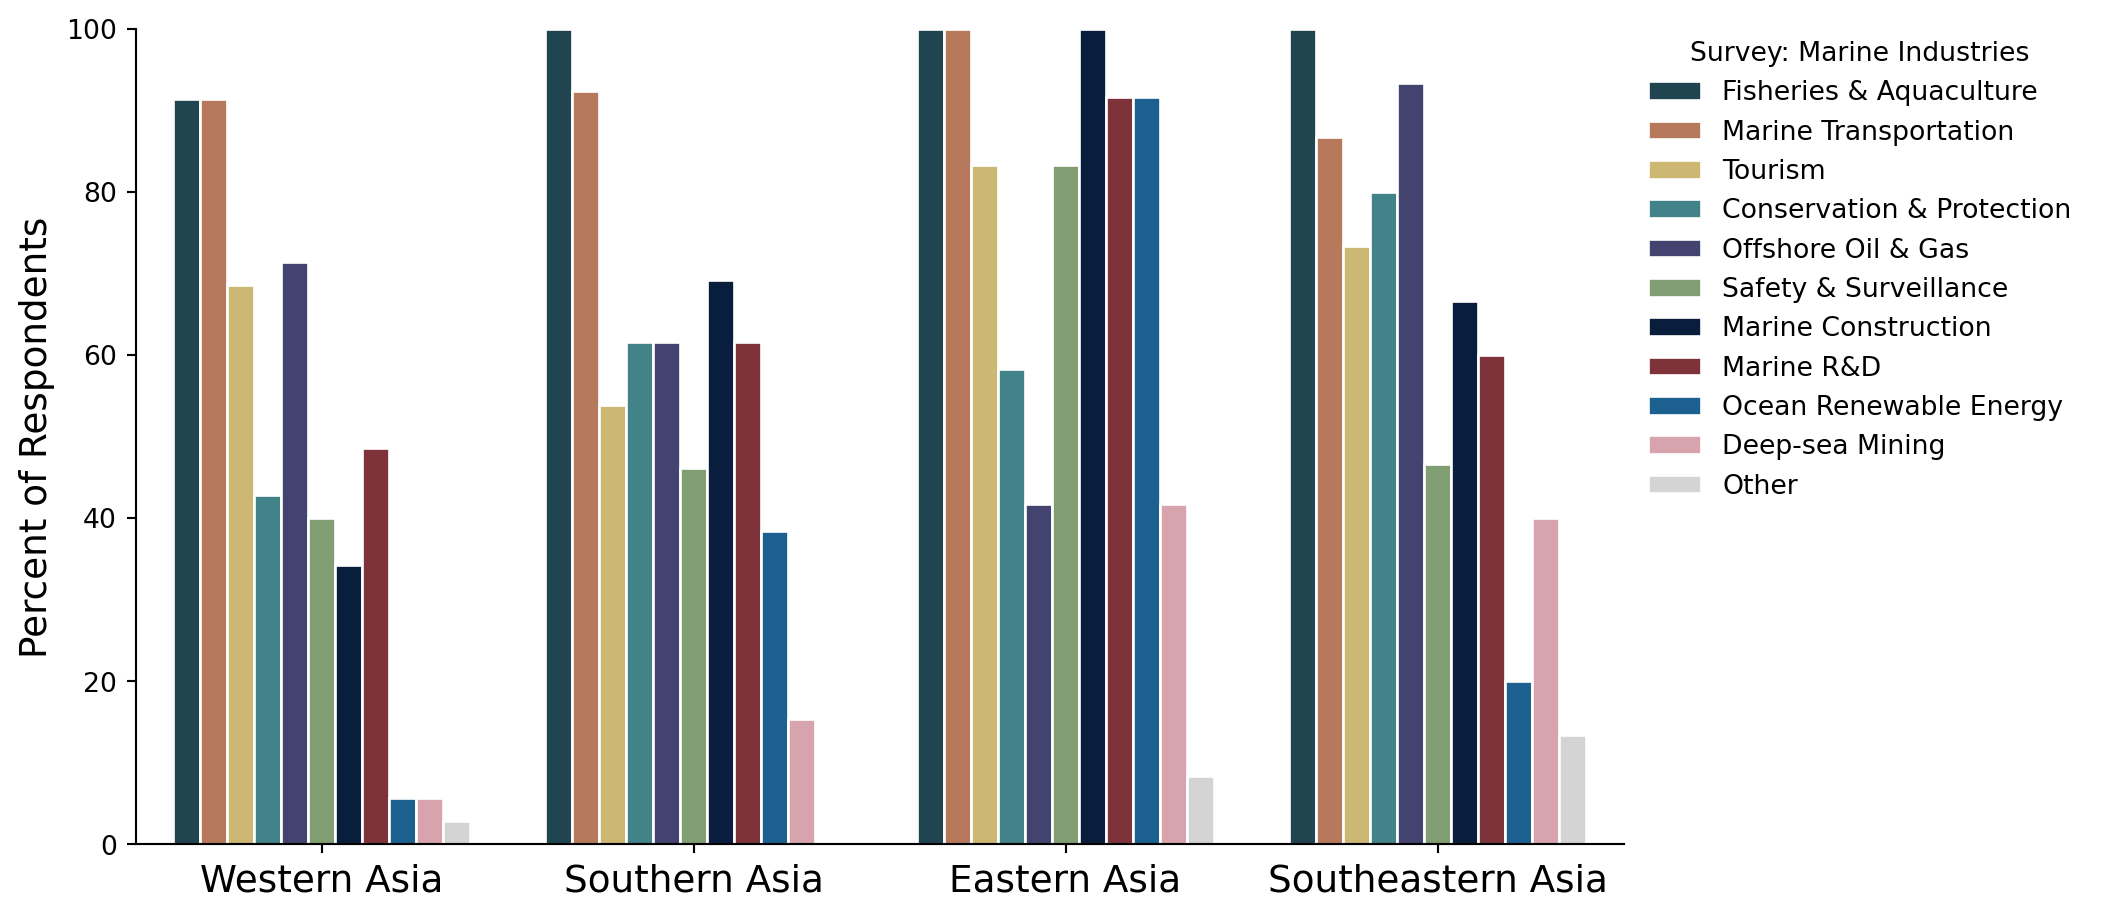 100
80
60
40
20
0
Percent of Respondents
Western Asia
Southern Asia
Eastern Asia
Southeastern Asia
Survey: Marine Industries
Fisheries & Aquaculture
Marine Transportation
Tourism
Conservation & Protection
Offshore Oil & Gas
Safety & Surveillance
Marine Construction
Marine R&D
Ocean Renewable Energy
Deep-sea Mining
Other